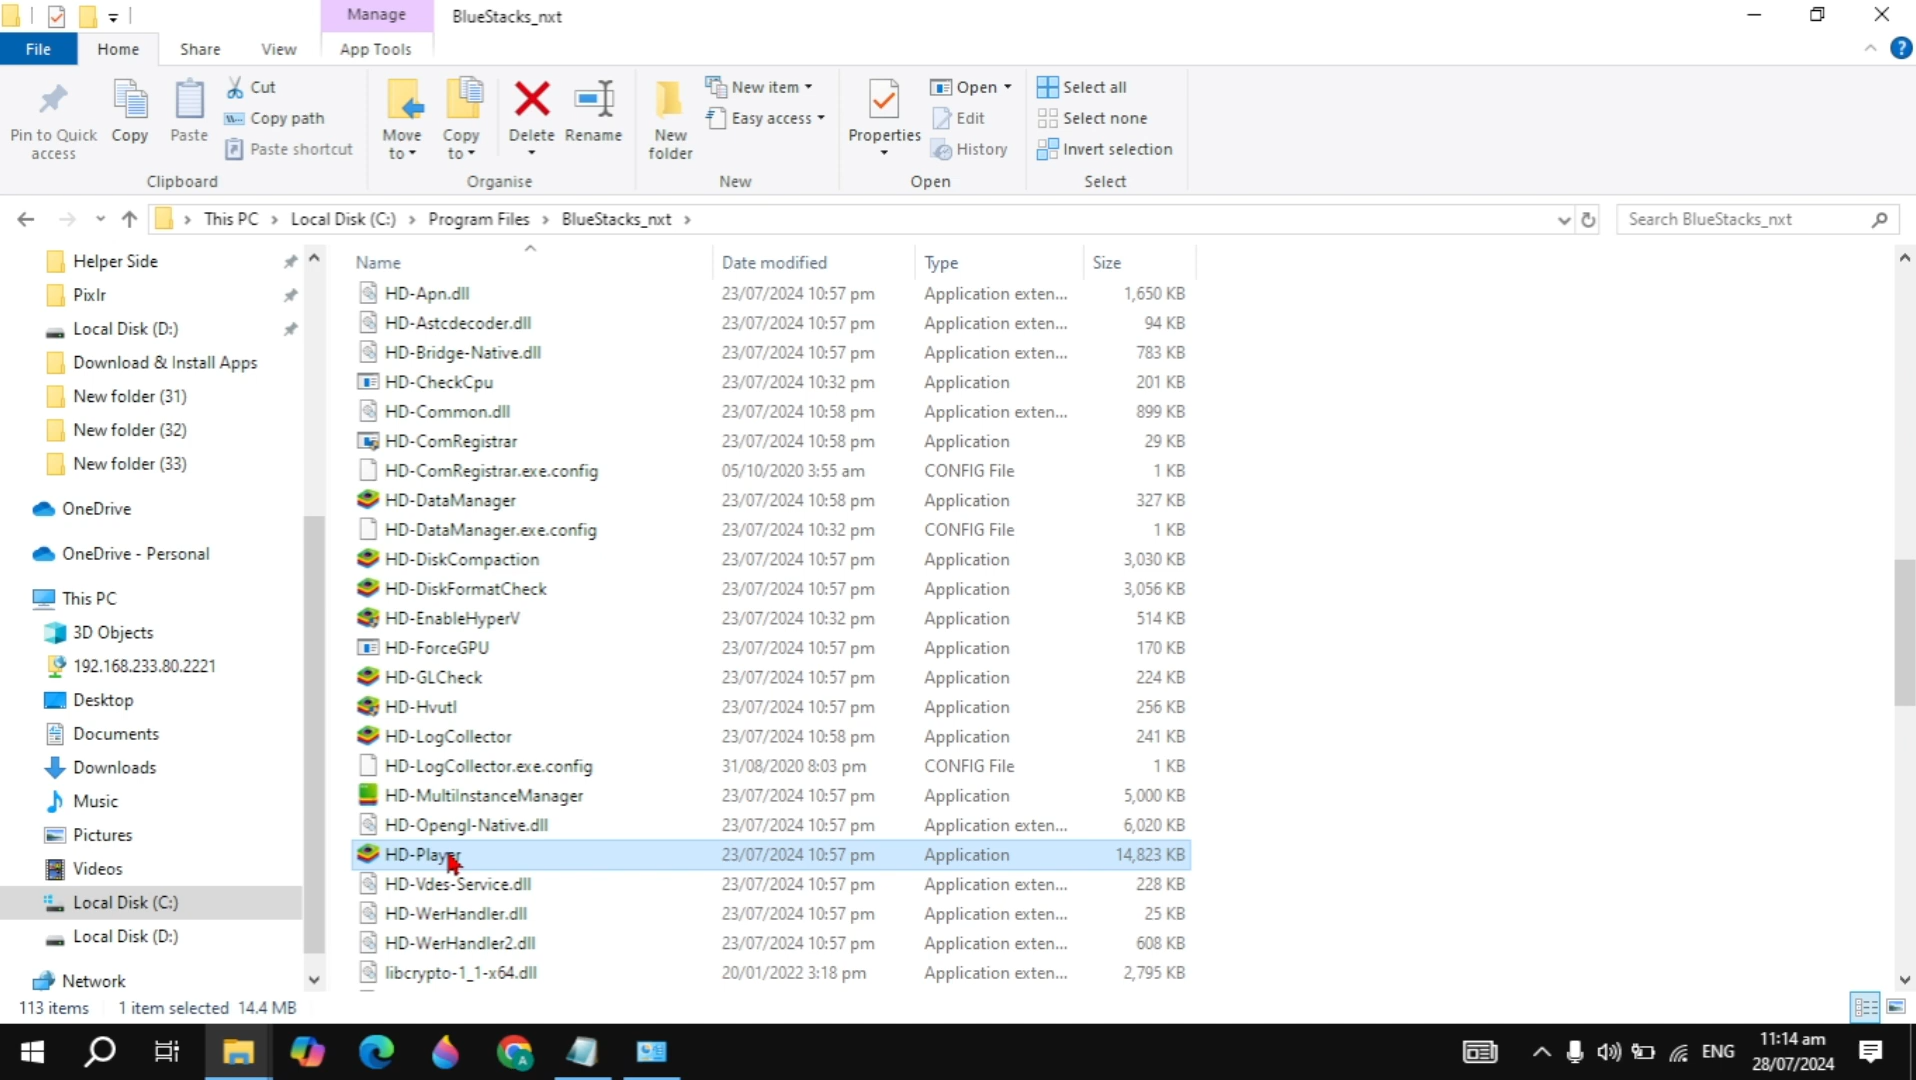 Manage
BlueStacks_nxt
File
Home
Share
View
App Tools
Pin to Quick access
Copy
Paste
Cut
Copy path
Paste shortcut
Move to
Copy to
Delete
Rename
New folder
New item
Easy access
Properties
Open
Edit
History
Select all
Select none
Invert selection
Clipboard
Organise
New
Open
Select
This PC > Local Disk (C:) > Program Files > BlueStacks_nxt >
Search BlueStacks_nxt
Helper Side
Pixlr
Local Disk (D:)
Download & Install Apps
New folder (31)
New folder (32)
New folder (33)
OneDrive
OneDrive - Personal
This PC
3D Objects
192.168.233.80.2221
Desktop
Documents
Downloads
Music
Pictures
Videos
Local Disk (C:)
Local Disk (D:)
Network
Name Date modified Type Size
HD-Apn.dll 23/07/2024 10:57 pm Application exten... 1,650 KB
HD-Astcdecoder.dll 23/07/2024 10:57 pm Application exten... 94 KB
HD-Bridge-Native.dll 23/07/2024 10:57 pm Application exten... 783 KB
HD-CheckCpu 23/07/2024 10:32 pm Application 201 KB
HD-Common.dll 23/07/2024 10:58 pm Application exten... 899 KB
HD-ComRegistrar 23/07/2024 10:58 pm Application 29 KB
HD-ComRegistrar.exe.config 05/10/2020 3:55 am CONFIG File 1 KB
HD-DataManager 23/07/2024 10:58 pm Application 327 KB
HD-DataManager.exe.config 23/07/2024 10:32 pm CONFIG File 1 KB
HD-DiskCompaction 23/07/2024 10:57 pm Application 3,030 KB
HD-DiskFormatCheck 23/07/2024 10:57 pm Application 3,056 KB
HD-EnableHyperV 23/07/2024 10:32 pm Application 514 KB
HD-ForceGPU 23/07/2024 10:57 pm Application 170 KB
HD-GLCheck 23/07/2024 10:57 pm Application 224 KB
HD-Hvutl 23/07/2024 10:57 pm Application 256 KB
HD-LogCollector 23/07/2024 10:58 pm Application 241 KB
HD-LogCollector.exe.config 31/08/2020 8:03 pm CONFIG File 1 KB
HD-MultiInstanceManager 23/07/2024 10:57 pm Application 5,000 KB
HD-Opengl-Native.dll 23/07/2024 10:57 pm Application exten... 6,020 KB
HD-Player 23/07/2024 10:57 pm Application 14,823 KB
HD-Vdes-Service.dll 23/07/2024 10:57 pm Application exten... 228 KB
HD-WerHandler.dll 23/07/2024 10:57 pm Application exten... 25 KB
HD-WerHandler2.dll 23/07/2024 10:57 pm Application exten... 608 KB
libcrypto-1_1-x64.dll 20/01/2022 3:18 pm Application exten... 2,795 KB
113 items 1 item selected 14.4 MB
ENG
11:14 am
28/07/2024